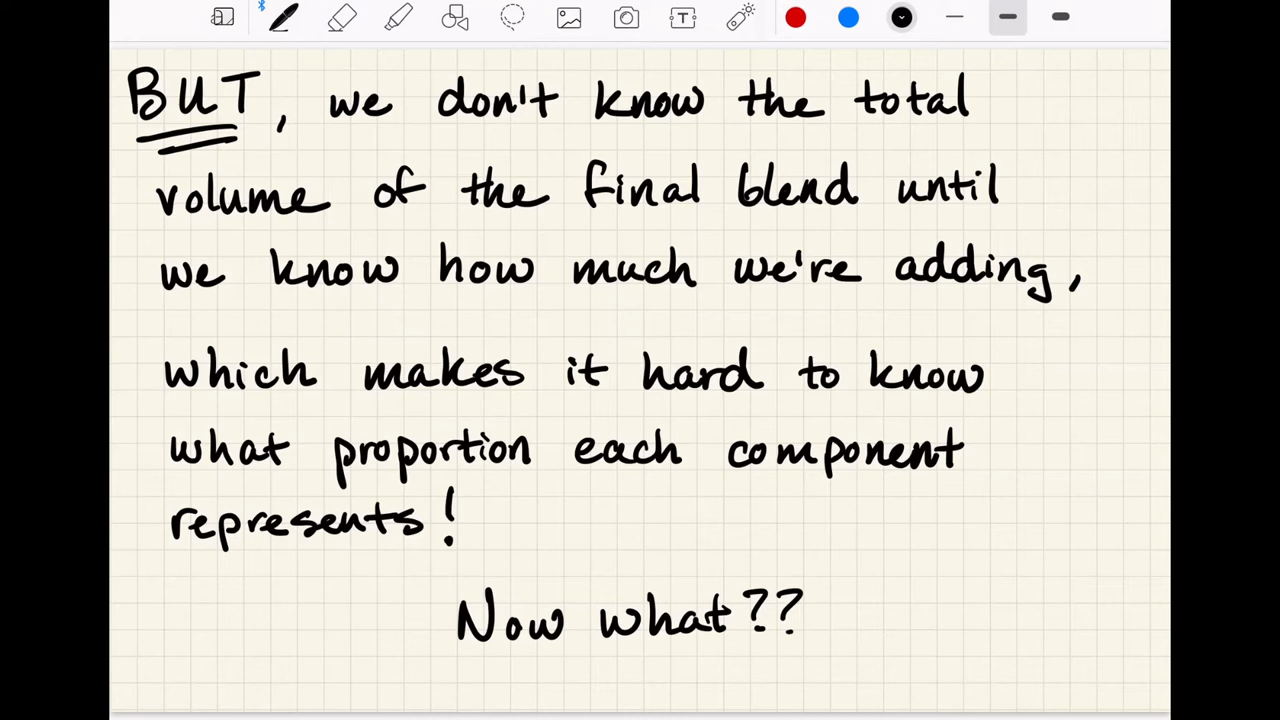 BUT, we don't know the total
volume of the final blend until
we know how much we're adding,
which makes it hard to know
what proportion each component
represents!
Now what??